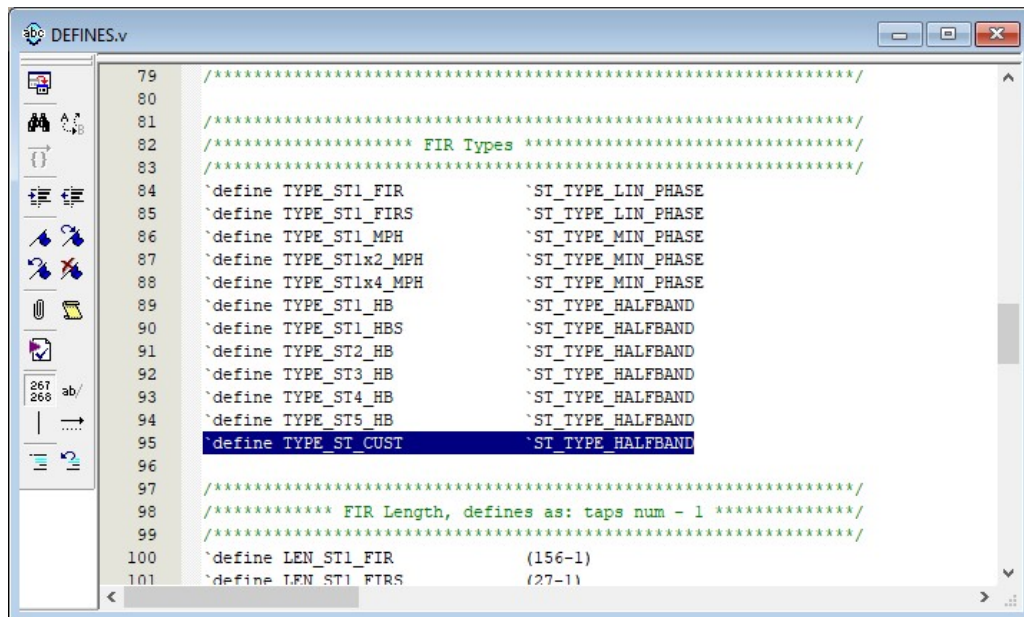 abc DEFINES.v
79 /****************************************************************/
80
81 /****************************************************************/
82 /******************** FIR Types *********************************/
83 /****************************************************************/
84 `define TYPE_ST1_FIR `ST_TYPE_LIN_PHASE
85 `define TYPE_ST1_FIRS `ST_TYPE_LIN_PHASE
86 `define TYPE_ST1_MPH `ST_TYPE_MIN_PHASE
87 `define TYPE_ST1x2_MPH `ST_TYPE_MIN_PHASE
88 `define TYPE_ST1x4_MPH `ST_TYPE_MIN_PHASE
89 `define TYPE_ST1_HB `ST_TYPE_HALFBAND
90 `define TYPE_ST1_HBS `ST_TYPE_HALFBAND
91 `define TYPE_ST2_HB `ST_TYPE_HALFBAND
92 `define TYPE_ST3_HB `ST_TYPE_HALFBAND
93 `define TYPE_ST4_HB `ST_TYPE_HALFBAND
94 `define TYPE_ST5_HB `ST_TYPE_HALFBAND
95 `define TYPE_ST_CUST `ST_TYPE_HALFBAND
96
97 /****************************************************************/
98 /************ FIR Length, defines as: taps num - 1 **************/
99 /****************************************************************/
100 `define LEN_ST1_FIR (156-1)
101 `define LEN_ST1_FIRS (27-1)
A
B
{}
267
268
ab/